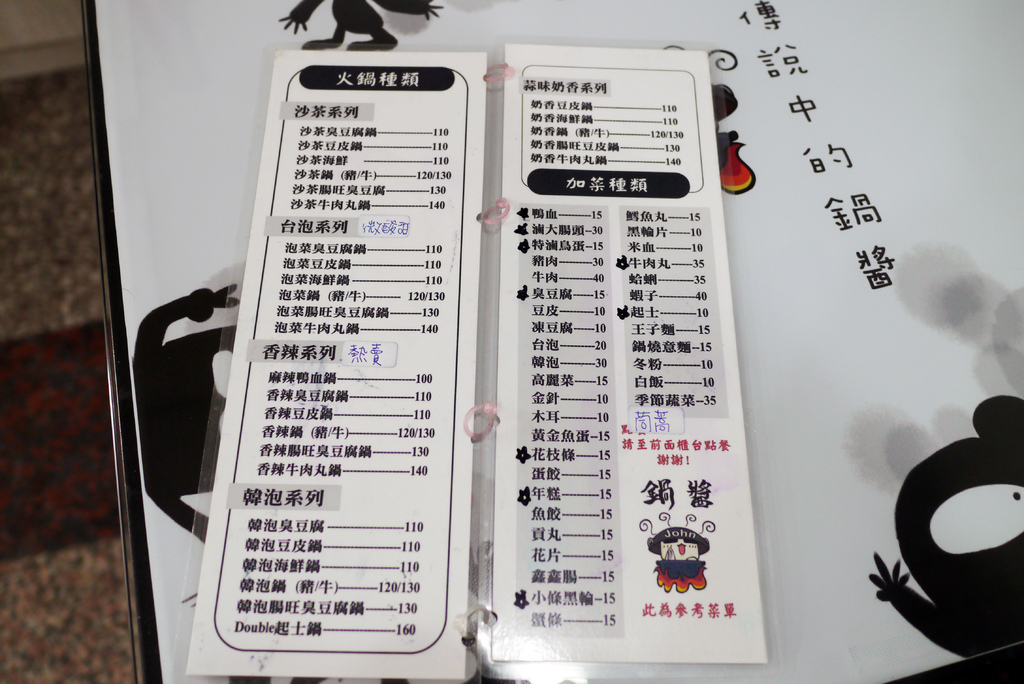 火鍋種類
沙茶系列
沙茶臭豆腐鍋 110
沙茶豆皮鍋 110
沙茶海鮮 110
沙茶鍋 (豬/牛) 120/130
沙茶腸旺臭豆腐 130
沙茶牛肉丸鍋 140
台泡系列 微酸甜
泡菜臭豆腐鍋 110
泡菜豆皮鍋 110
泡菜海鮮鍋 110
泡菜鍋 (豬/牛) 120/130
泡菜腸旺臭豆腐鍋 130
泡菜牛肉丸鍋 140
香辣系列 熱賣
麻辣鴨血鍋 100
香辣臭豆腐鍋 110
香辣豆皮鍋 110
香辣鍋 (豬/牛) 120/130
香辣腸旺臭豆腐鍋 130
香辣牛肉丸鍋 140
韓泡系列
韓泡臭豆腐 110
韓泡豆皮鍋 110
韓泡海鮮鍋 110
韓泡鍋 (豬/牛) 120/130
韓泡腸旺臭豆腐鍋 130
Double起士鍋 160
蒜味奶香系列
奶香豆皮鍋 110
奶香海鮮鍋 110
奶香鍋 (豬/牛) 120/130
奶香腸旺豆皮鍋 130
奶香牛肉丸鍋 140
加菜種類
鴨血 15
滷大腸頭 30
特滷鳥蛋 15
豬肉 30
牛肉 40
臭豆腐 15
豆皮 10
凍豆腐 10
台泡 20
韓泡 30
高麗菜 15
金針 10
木耳 10
黃金魚蛋 15
花枝條 15
蛋餃 15
年糕 15
魚餃 15
貢丸 15
花片 15
鑫鑫腸 15
小條黑輪 15
蟹條 15
鱈魚丸 15
黑輪片 10
米血 10
牛肉丸 35
蛤蜊 35
蝦子 40
起士 10
王子麵 15
鍋燒意麵 15
冬粉 10
白飯 10
季節蔬菜 35
茼蒿
請至前面櫃台點餐
謝謝!
鍋醬
John
此為參考菜單
傳說中的鍋醬